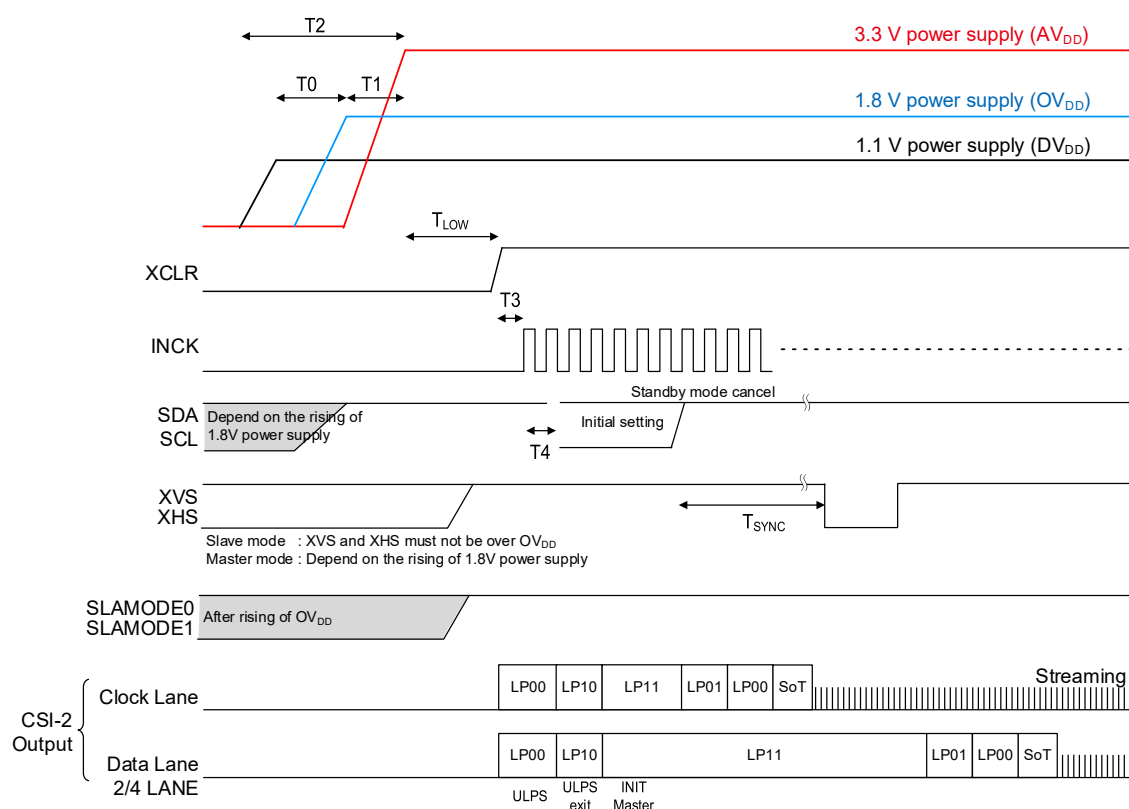 T2
3.3 V power supply (AVDD)
T0
T1
1.8 V power supply (OVDD)
1.1 V power supply (DVDD)
TLOW
XCLR
T3
INCK
Standby mode cancel
SDA
SCL
Depend on the rising of
1.8V power supply
Initial setting
T4
XVS
XHS
TSYNC
Slave mode : XVS and XHS must not be over OVDD
Master mode : Depend on the rising of 1.8V power supply
SLAMODE0
SLAMODE1
After rising of OVDD
CSI-2
Output
Clock Lane
LP00 LP10 LP11 LP01 LP00 SoT
Streaming
Data Lane
2/4 LANE
LP00 LP10 LP11 LP01 LP00 SoT
ULPS
ULPS
exit
INIT
Master